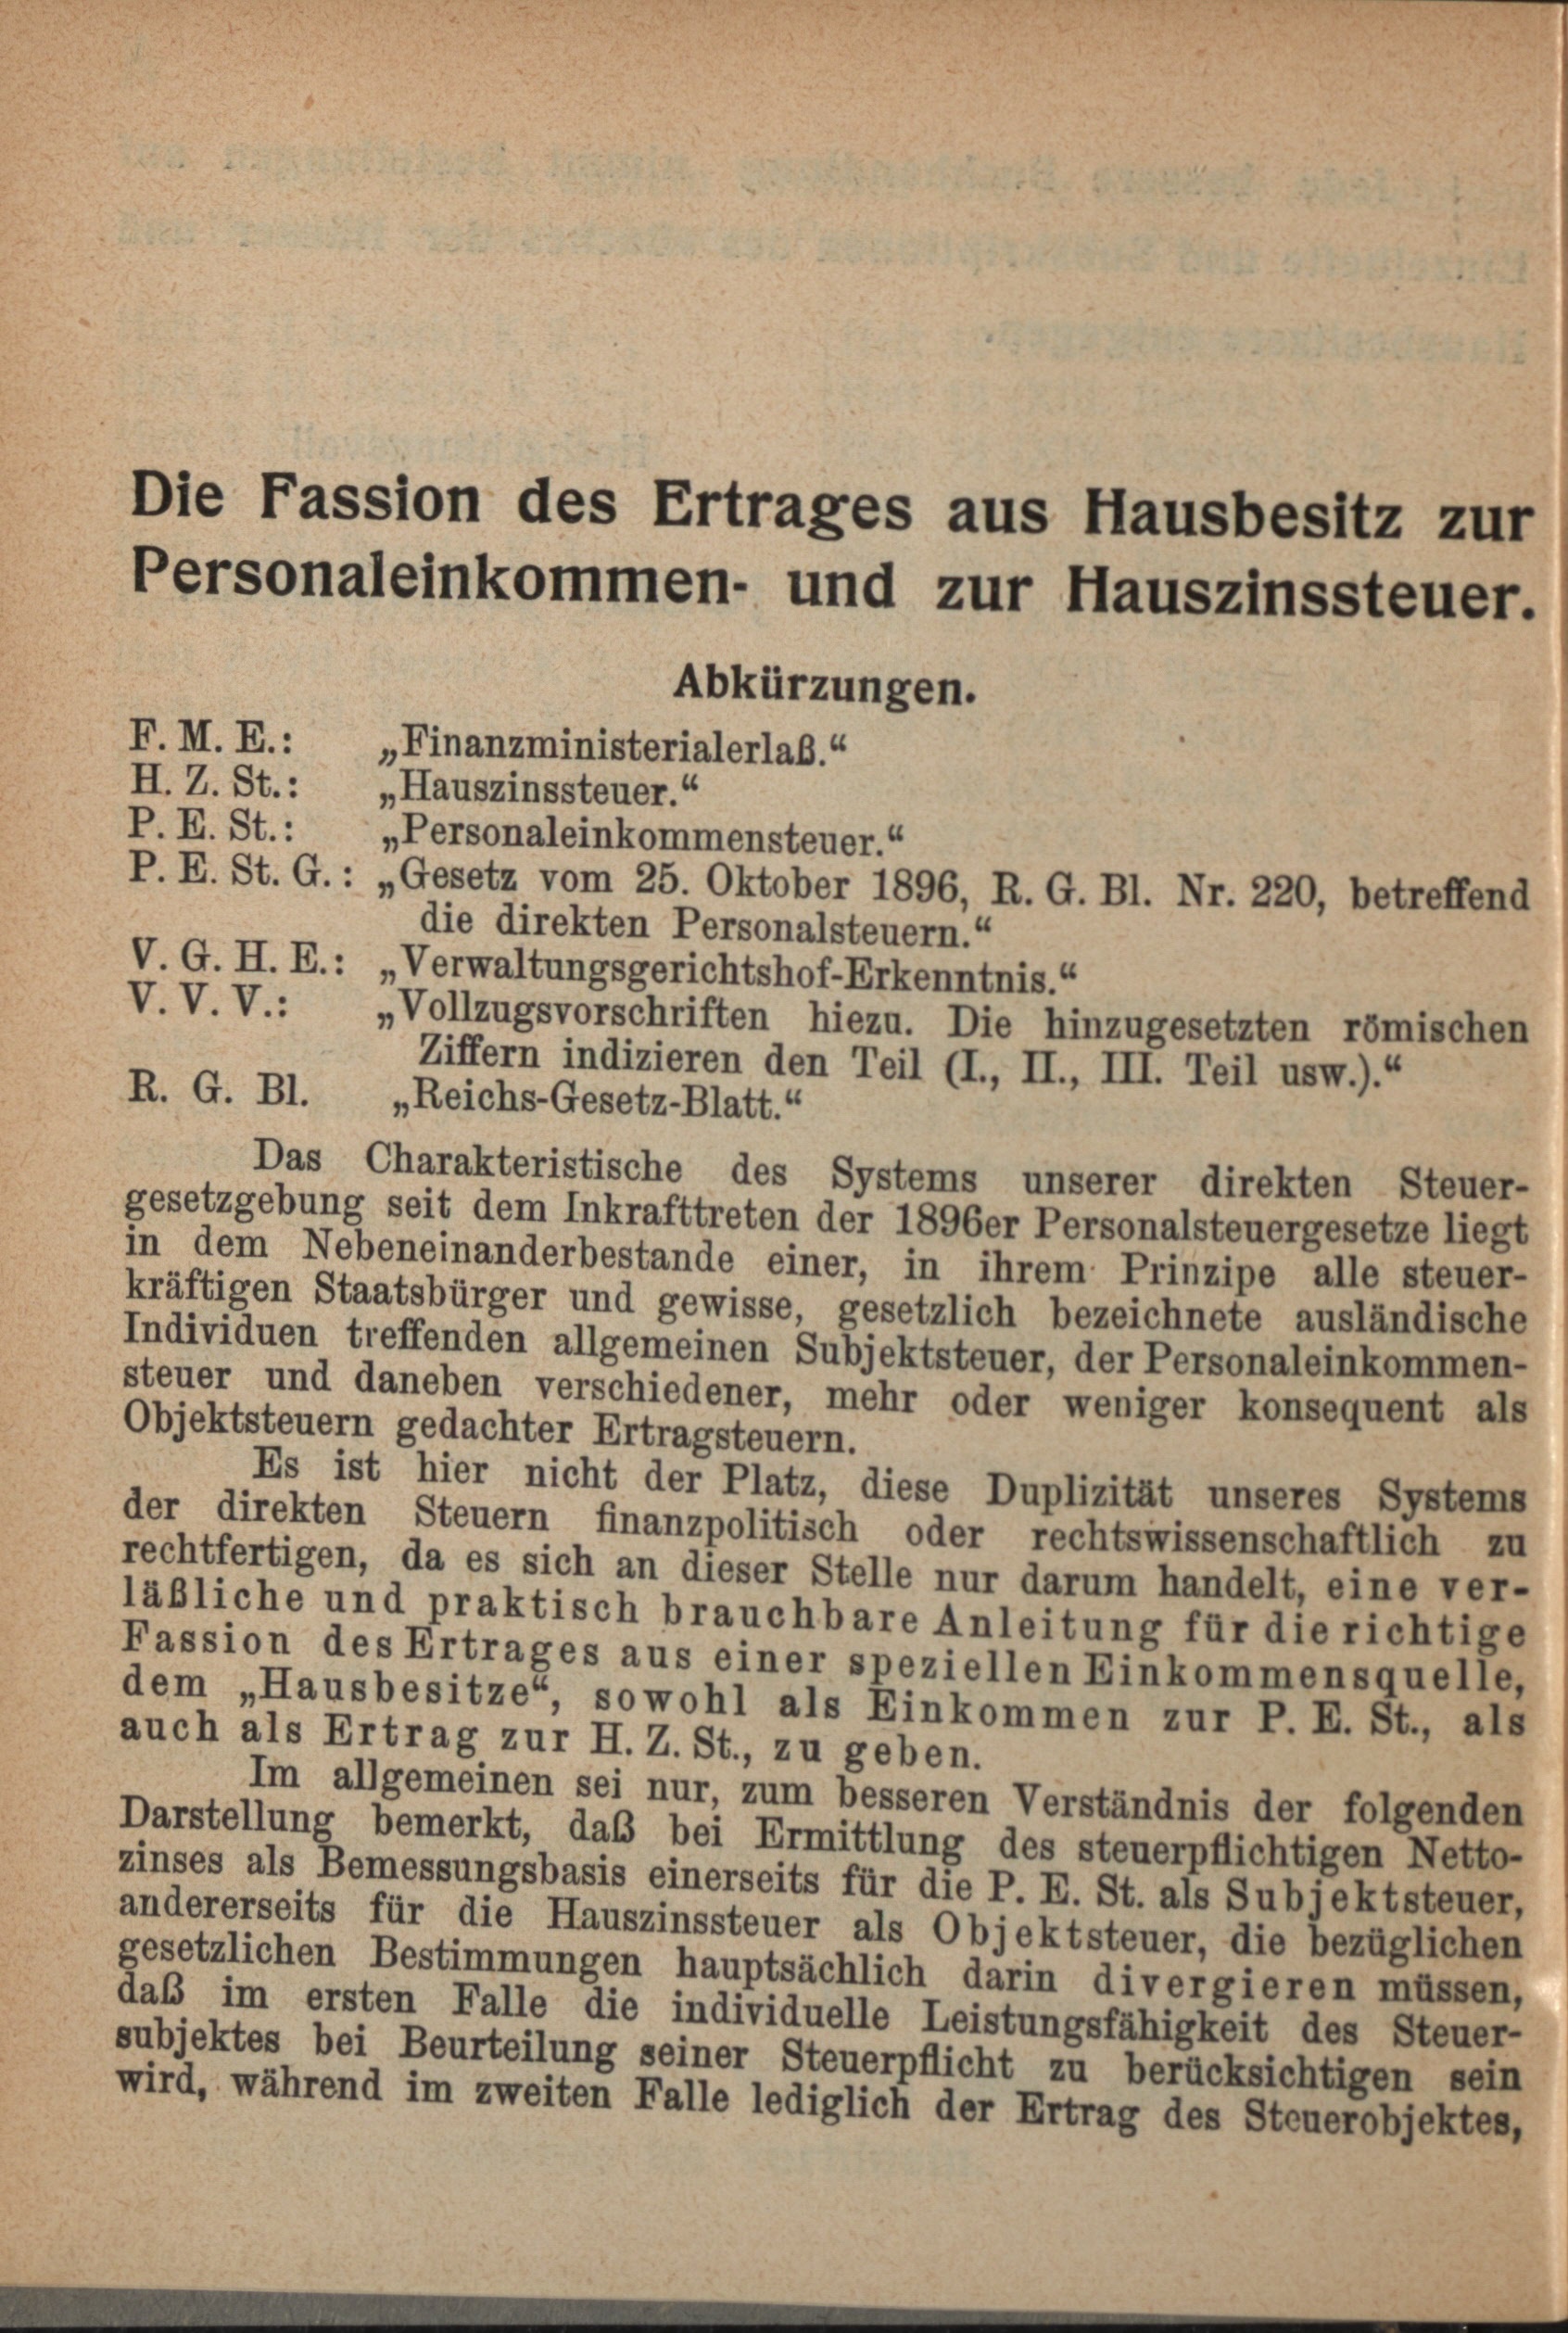 Die Fassion des Ertrages aus Hausbesitz zur
Personaleinkommen- und zur Hauszinssteuer.
Abkürzungen.
F. M. E.: „Finanzministerialerlaß.“
H. Z. St.: „Hauszinssteuer.“
P. E. St.: „Personaleinkommensteuer.“
P. E. St. G.: „Gesetz vom 25. Oktober 1896, R. G. Bl. Nr. 220, betreffend
die direkten Personalsteuern.“
V. G. H. E.: „Verwaltungsgerichtshof-Erkenntnis.“
V. V. V.: „Vollzugsvorschriften hiezu. Die hinzugesetzten römischen
Ziffern indizieren den Teil (I., II., III. Teil usw.).“
R. G. Bl. „Reichs-Gesetz-Blatt.“
Das Charakteristische des Systems unserer direkten Steuer-
gesetzgebung seit dem Inkrafttreten der 1896er Personalsteuergesetze liegt
in dem Nebeneinanderbestande einer, in ihrem Prinzipe alle steuer-
kräftigen Staatsbürger und gewisse, gesetzlich bezeichnete ausländische
Individuen treffenden allgemeinen Subjektsteuer, der Personaleinkommen-
steuer und daneben verschiedener, mehr oder weniger konsequent als
Objektsteuern gedachter Ertragsteuern.
Es ist hier nicht der Platz, diese Duplizität unseres Systems
der direkten Steuern finanzpolitisch oder rechtswissenschaftlich zu
rechtfertigen, da es sich an dieser Stelle nur darum handelt, eine ver-
läßliche und praktisch brauchbare Anleitung für die richtige
Fassion des Ertrages aus einer speziellen Einkommensquelle,
dem „Hausbesitze“, sowohl als Einkommen zur P. E. St., als
auch als Ertrag zur H. Z. St., zu geben.
Im allgemeinen sei nur, zum besseren Verständnis der folgenden
Darstellung bemerkt, daß bei Ermittlung des steuerpflichtigen Netto-
zinses als Bemessungsbasis einerseits für die P. E. St. als Subjektsteuer,
andererseits für die Hauszinssteuer als Objektsteuer, die bezüglichen
gesetzlichen Bestimmungen hauptsächlich darin divergieren müssen,
daß im ersten Falle die individuelle Leistungsfähigkeit des Steuer-
subjektes bei Beurteilung seiner Steuerpflicht zu berücksichtigen sein
wird, während im zweiten Falle lediglich der Ertrag des Steuerobjektes,